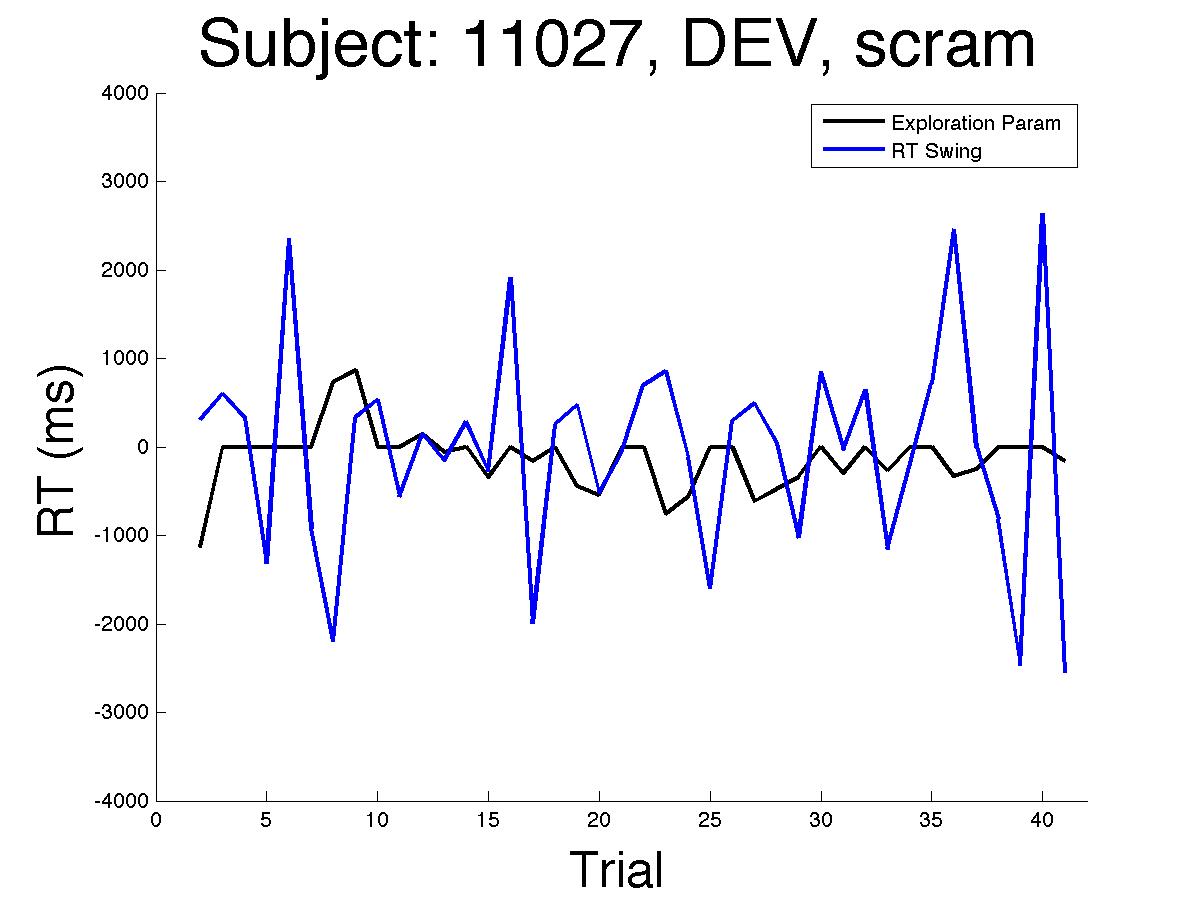 Subject: 11027, DEV, scram
Exploration Param
RT Swing
4000
3000
2000
1000
0
-1000
-2000
-3000
-4000
RT (ms)
0 5 10 15 20 25 30 35 40
Trial